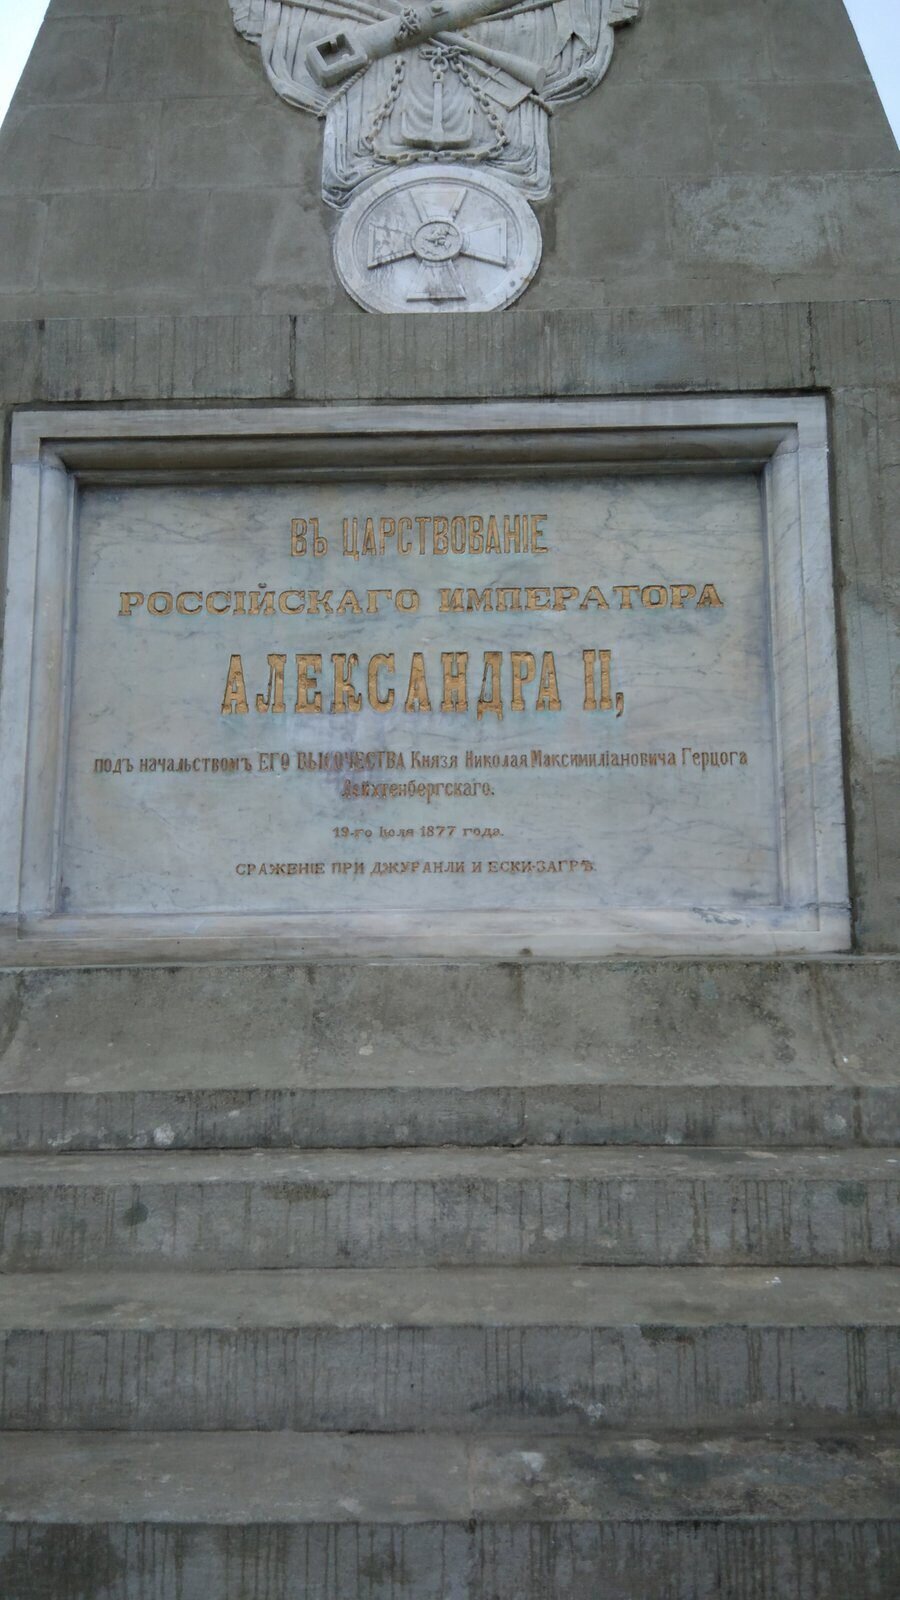 ВЪ ЦАРСТВОВАНІЕ
РОССІЙСКАГО ИМПЕРАТОРА
АЛЕКСАНДРА II,
подъ начальствомъ ЕГО ВЫСОЧЕСТВА Князя Николая Максимиліановича Герцога
Лейхтенбергскаго.
19-го Іюля 1877 года.
СРАЖЕНІЕ ПРИ ДЖУРАНЛИ И ЕСКИ-ЗАГРѢ.